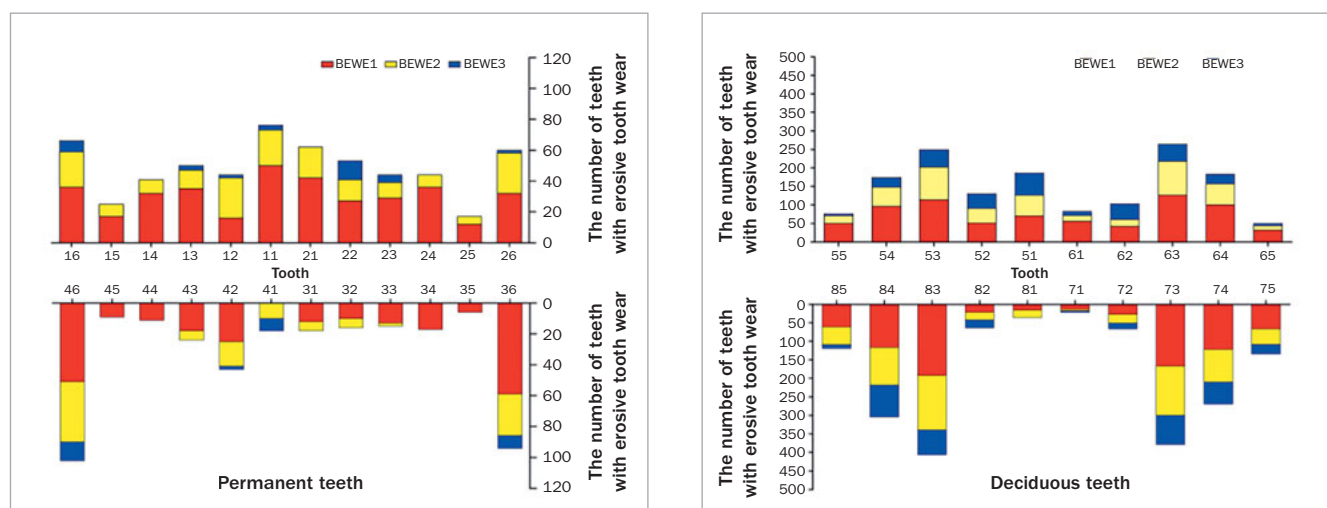 BEWE1 BEWE2 BEWE3
120
100
80
60
40
20
0
The number of teeth
with erosive tooth wear
16 15 14 13 12 11 21 22 23 24 25 26
Tooth
46 45 44 43 42 41 31 32 33 34 35 36
0
20
40
60
80
100
120
The number of teeth
with erosive tooth wear
Permanent teeth
BEWE1 BEWE2 BEWE3
500
450
400
350
300
250
200
150
100
50
0
The number of teeth
with erosive tooth wear
55 54 53 52 51 61 62 63 64 65
Tooth
85 84 83 82 81 71 72 73 74 75
0
50
100
150
200
250
300
350
400
450
500
The number of teeth
with erosive tooth wear
Deciduous teeth